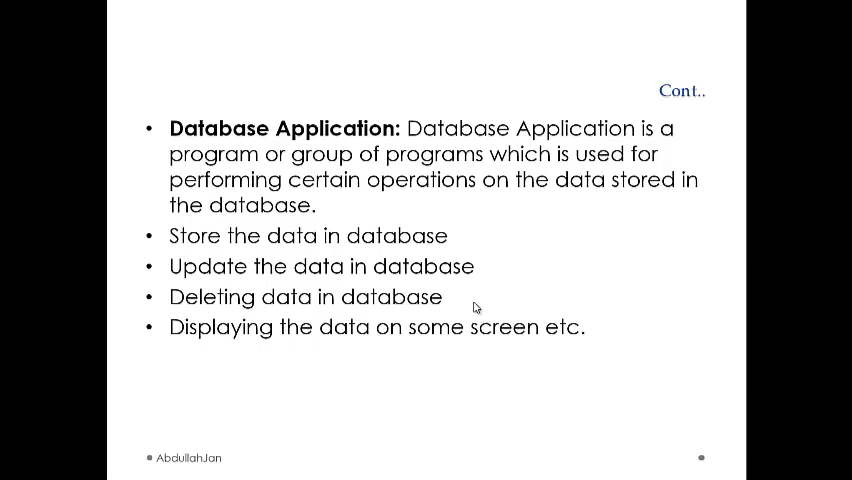 Cont..
• Database Application: Database Application is a
program or group of programs which is used for
performing certain operations on the data stored in
the database.
• Store the data in database
• Update the data in database
• Deleting data in database
• Displaying the data on some screen etc.
AbdullahJan